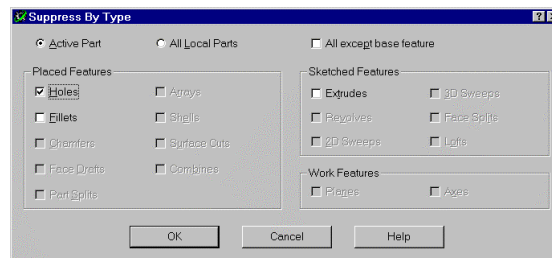 Suppress By Type
Active Part
All Local Parts
All except base feature
Placed Features
Holes
Arrays
Fillets
Shells
Chamfers
Surface Cuts
Face Drafts
Combines
Part Splits
Sketched Features
Extrudes
3D Sweeps
Revolves
Face Splits
2D Sweeps
Lofts
Work Features
Planes
Axes
OK
Cancel
Help